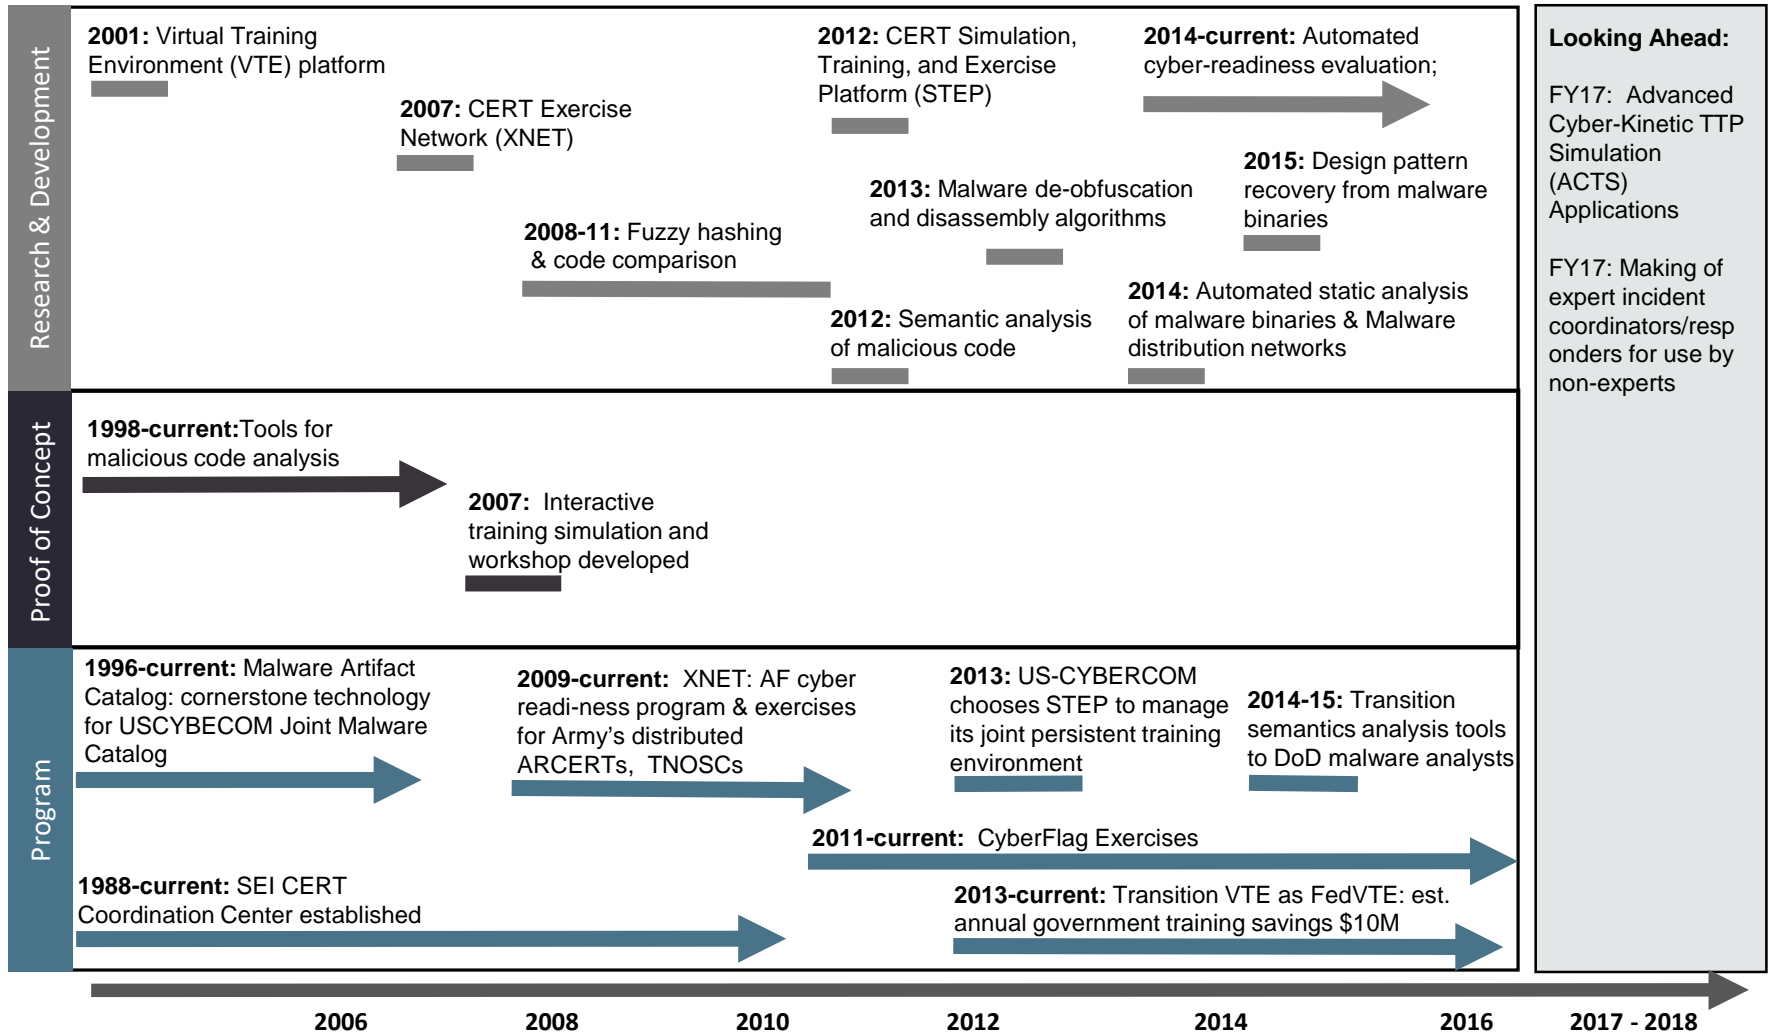 Research & Development
2001: Virtual Training
Environment (VTE) platform
2007: CERT Exercise
Network (XNET)
2008-11: Fuzzy hashing
& code comparison
2012: CERT Simulation,
Training, and Exercise
Platform (STEP)
2013: Malware de-obfuscation
and disassembly algorithms
2012: Semantic analysis
of malicious code
2014-current: Automated
cyber-readiness evaluation;
2015: Design pattern
recovery from malware
binaries
2014: Automated static analysis
of malware binaries & Malware
distribution networks
Proof of Concept
1998-current:Tools for
malicious code analysis
2007: Interactive
training simulation and
workshop developed
Program
1996-current: Malware Artifact
Catalog: cornerstone technology
for USCYBECOM Joint Malware
Catalog
2009-current: XNET: AF cyber
readi-ness program & exercises
for Army's distributed
ARCERTs, TNOSCs
2013: US-CYBERCOM
chooses STEP to manage
its joint persistent training
environment
2014-15: Transition
semantics analysis tools
to DoD malware analysts
2011-current: CyberFlag Exercises
1988-current: SEI CERT
Coordination Center established
2013-current: Transition VTE as FedVTE: est.
annual government training savings $10M
Looking Ahead:
FY17: Advanced
Cyber-Kinetic TTP
Simulation
(ACTS)
Applications
FY17: Making of
expert incident
coordinators/resp
onders for use by
non-experts
2006
2008
2010
2012
2014
2016
2017 - 2018